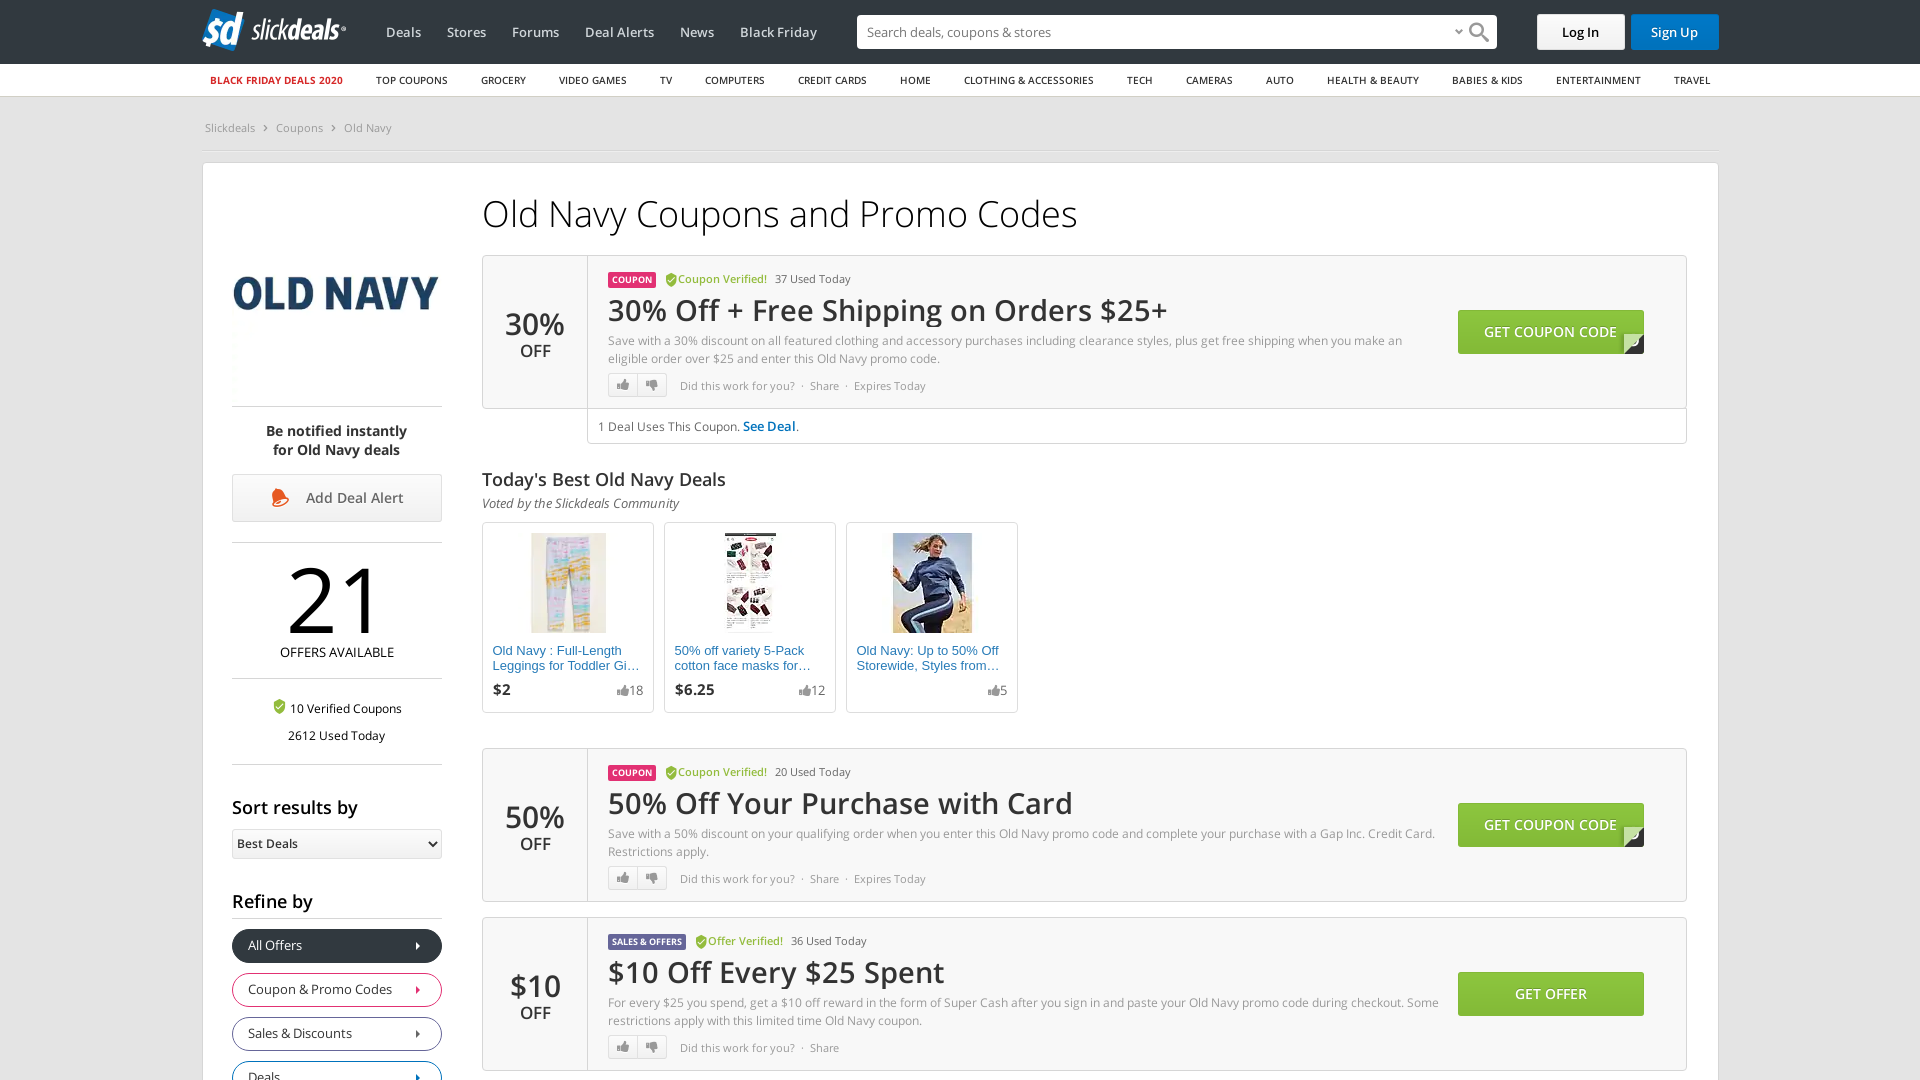 sd slickdeals®
Deals Stores Forums Deal Alerts News Black Friday
Search deals, coupons & stores
Log In
Sign Up
BLACK FRIDAY DEALS 2020 TOP COUPONS GROCERY VIDEO GAMES TV COMPUTERS CREDIT CARDS HOME CLOTHING & ACCESSORIES TECH CAMERAS AUTO HEALTH & BEAUTY BABIES & KIDS ENTERTAINMENT TRAVEL
Slickdeals > Coupons > Old Navy
OLD NAVY
Be notified instantly
for Old Navy deals
Add Deal Alert
21
OFFERS AVAILABLE
10 Verified Coupons
2612 Used Today
Sort results by
Best Deals
Refine by
All Offers
Coupon & Promo Codes
Sales & Discounts
Deals
Old Navy Coupons and Promo Codes
30%
OFF
COUPON Coupon Verified! 37 Used Today
30% Off + Free Shipping on Orders $25+
Save with a 30% discount on all featured clothing and accessory purchases including clearance styles, plus get free shipping when you make an
eligible order over $25 and enter this Old Navy promo code.
Did this work for you? · Share · Expires Today
GET COUPON CODE
1 Deal Uses This Coupon. See Deal.
Today's Best Old Navy Deals
Voted by the Slickdeals Community
Old Navy : Full-Length
Leggings for Toddler Gi…
$2 18
50% off variety 5-Pack
cotton face masks for…
$6.25 12
Old Navy: Up to 50% Off
Storewide, Styles from…
5
50%
OFF
COUPON Coupon Verified! 20 Used Today
50% Off Your Purchase with Card
Save with a 50% discount on your qualifying order when you enter this Old Navy promo code and complete your purchase with a Gap Inc. Credit Card.
Restrictions apply.
Did this work for you? · Share · Expires Today
GET COUPON CODE
$10
OFF
SALES & OFFERS Offer Verified! 36 Used Today
$10 Off Every $25 Spent
For every $25 you spend, get a $10 off reward in the form of Super Cash after you sign in and paste your Old Navy promo code during checkout. Some
restrictions apply with this limited time Old Navy coupon.
Did this work for you? · Share
GET OFFER